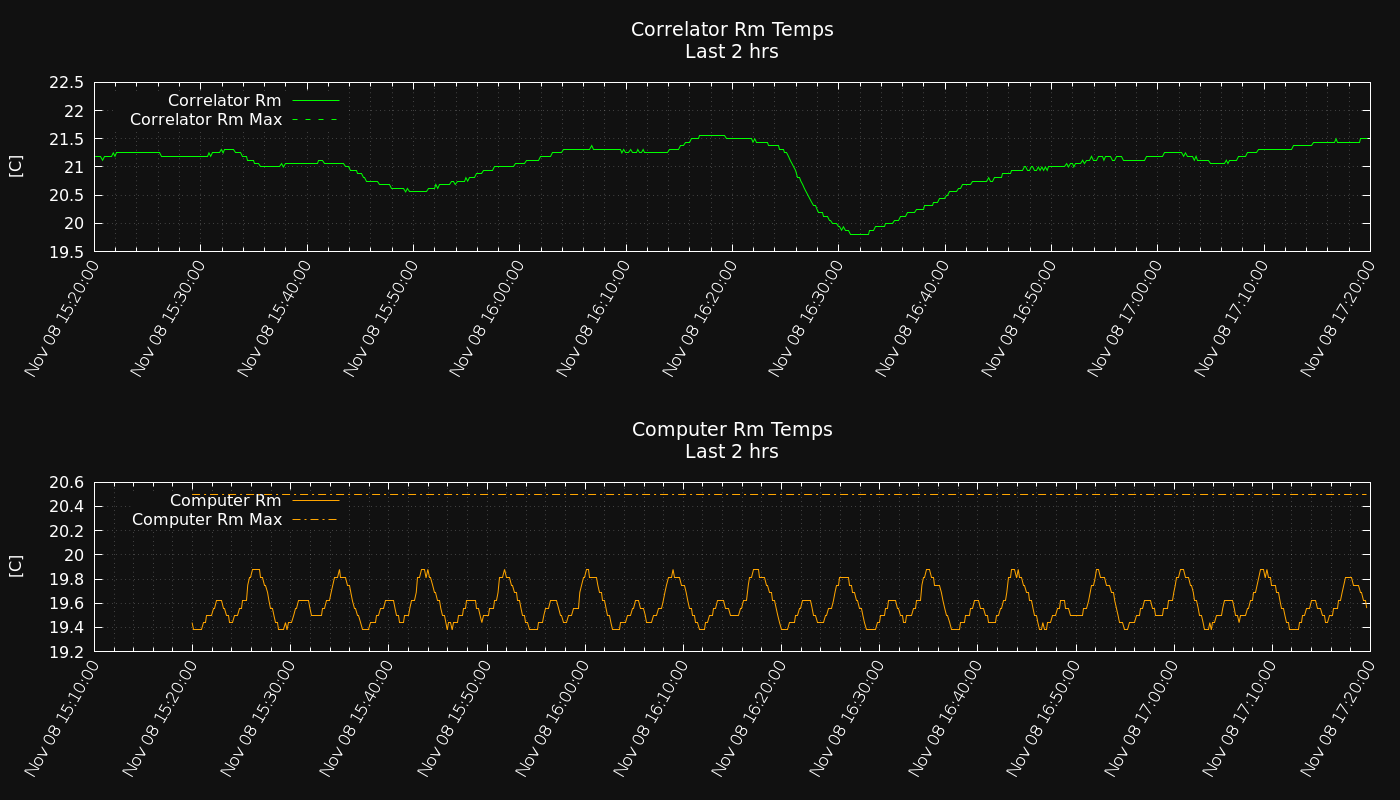 Correlator Rm Temps
Last 2 hrs
22.5
22
21.5
21
20.5
20
19.5
[C]
Correlator Rm
Correlator Rm Max
Nov 08 15:20:00
Nov 08 15:30:00
Nov 08 15:40:00
Nov 08 15:50:00
Nov 08 16:00:00
Nov 08 16:10:00
Nov 08 16:20:00
Nov 08 16:30:00
Nov 08 16:40:00
Nov 08 16:50:00
Nov 08 17:00:00
Nov 08 17:10:00
Nov 08 17:20:00
Computer Rm Temps
Last 2 hrs
20.6
20.4
20.2
20
19.8
19.6
19.4
19.2
[C]
Computer Rm
Computer Rm Max
Nov 08 15:10:00
Nov 08 15:20:00
Nov 08 15:30:00
Nov 08 15:40:00
Nov 08 15:50:00
Nov 08 16:00:00
Nov 08 16:10:00
Nov 08 16:20:00
Nov 08 16:30:00
Nov 08 16:40:00
Nov 08 16:50:00
Nov 08 17:00:00
Nov 08 17:10:00
Nov 08 17:20:00